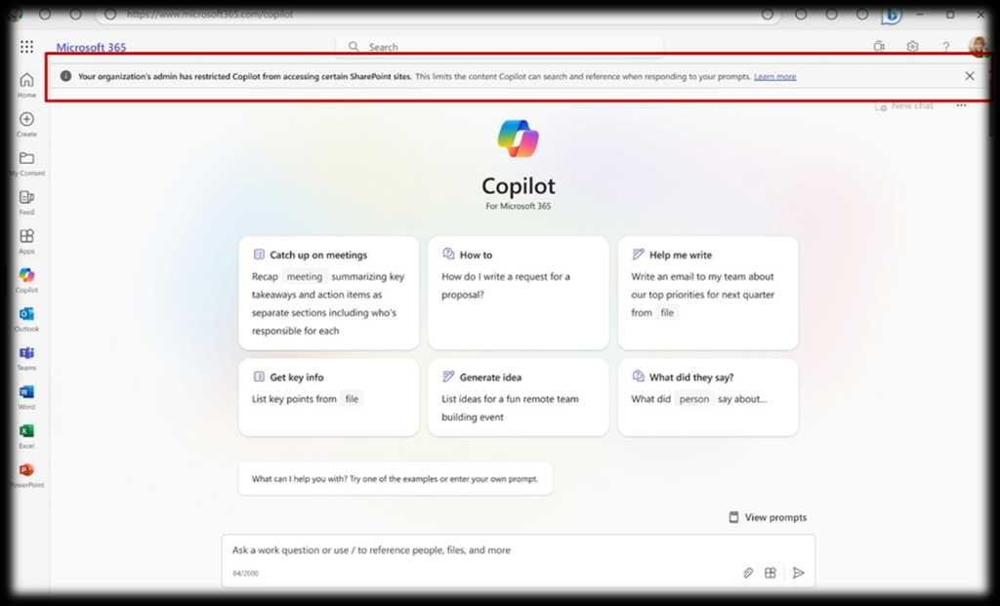 https://www.microsoft365.com/copilot
Microsoft 365
Search
Your organization's admin has restricted Copilot from accessing certain SharePoint sites. This limits the content Copilot can search and reference when responding to your prompts. Learn more
Home
Create
My Content
Feed
Apps
Copilot
Outlook
Teams
Word
Excel
PowerPoint
New chat
Copilot
For Microsoft 365
Catch up on meetings
Recap meeting summarizing key
takeaways and action items as
separate sections including who's
responsible for each
How to
How do I write a request for a
proposal?
Help me write
Write an email to my team about
our top priorities for next quarter
from file
Get key info
List key points from file
Generate idea
List ideas for a fun remote team
building event
What did they say?
What did person say about...
What can I help you with? Try one of the examples or enter your own prompt.
View prompts
Ask a work question or use / to reference people, files, and more
84/2000